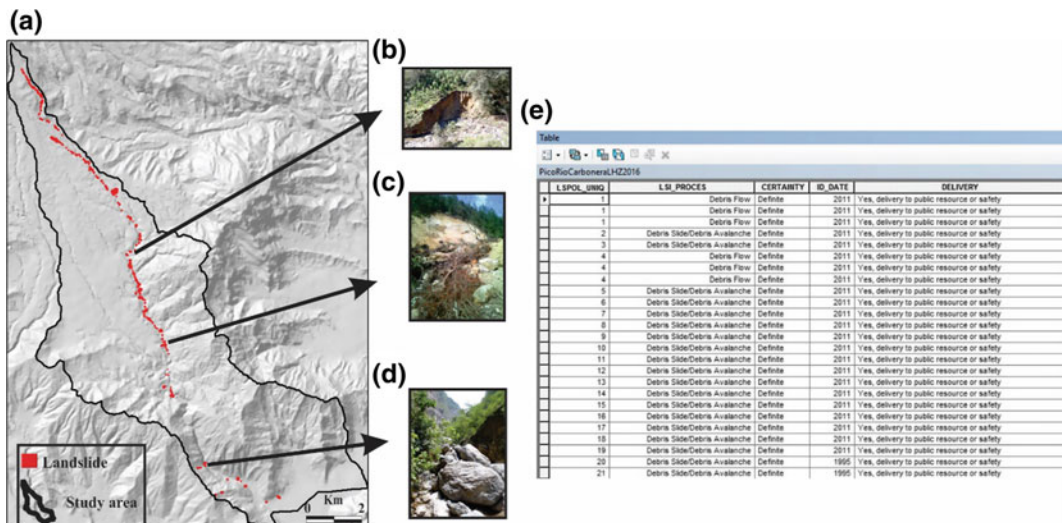 (a)
(b)
(c)
(d)
(e)
Landslide
Study area
Km
0 2
Table
PicoRioCarboneraLHZ2016
LSPOL_UNIQ LSI_PROCES CERTAINTY ID_DATE DELIVERY
1 Debris Flow Definite 2011 Yes, delivery to public resource or safety
1 Debris Flow Definite 2011 Yes, delivery to public resource or safety
1 Debris Flow Definite 2011 Yes, delivery to public resource or safety
2 Debris Slide/Debris Avalanche Definite 2011 Yes, delivery to public resource or safety
3 Debris Slide/Debris Avalanche Definite 2011 Yes, delivery to public resource or safety
4 Debris Flow Definite 2011 Yes, delivery to public resource or safety
4 Debris Flow Definite 2011 Yes, delivery to public resource or safety
4 Debris Flow Definite 2011 Yes, delivery to public resource or safety
5 Debris Slide/Debris Avalanche Definite 2011 Yes, delivery to public resource or safety
6 Debris Slide/Debris Avalanche Definite 2011 Yes, delivery to public resource or safety
7 Debris Slide/Debris Avalanche Definite 2011 Yes, delivery to public resource or safety
8 Debris Slide/Debris Avalanche Definite 2011 Yes, delivery to public resource or safety
9 Debris Slide/Debris Avalanche Definite 2011 Yes, delivery to public resource or safety
10 Debris Slide/Debris Avalanche Definite 2011 Yes, delivery to public resource or safety
11 Debris Slide/Debris Avalanche Definite 2011 Yes, delivery to public resource or safety
12 Debris Slide/Debris Avalanche Definite 2011 Yes, delivery to public resource or safety
13 Debris Slide/Debris Avalanche Definite 2011 Yes, delivery to public resource or safety
14 Debris Slide/Debris Avalanche Definite 2011 Yes, delivery to public resource or safety
15 Debris Slide/Debris Avalanche Definite 2011 Yes, delivery to public resource or safety
16 Debris Slide/Debris Avalanche Definite 2011 Yes, delivery to public resource or safety
17 Debris Slide/Debris Avalanche Definite 2011 Yes, delivery to public resource or safety
18 Debris Slide/Debris Avalanche Definite 2011 Yes, delivery to public resource or safety
19 Debris Slide/Debris Avalanche Definite 2011 Yes, delivery to public resource or safety
20 Debris Slide/Debris Avalanche Definite 1995 Yes, delivery to public resource or safety
21 Debris Slide/Debris Avalanche Definite 1995 Yes, delivery to public resource or safety